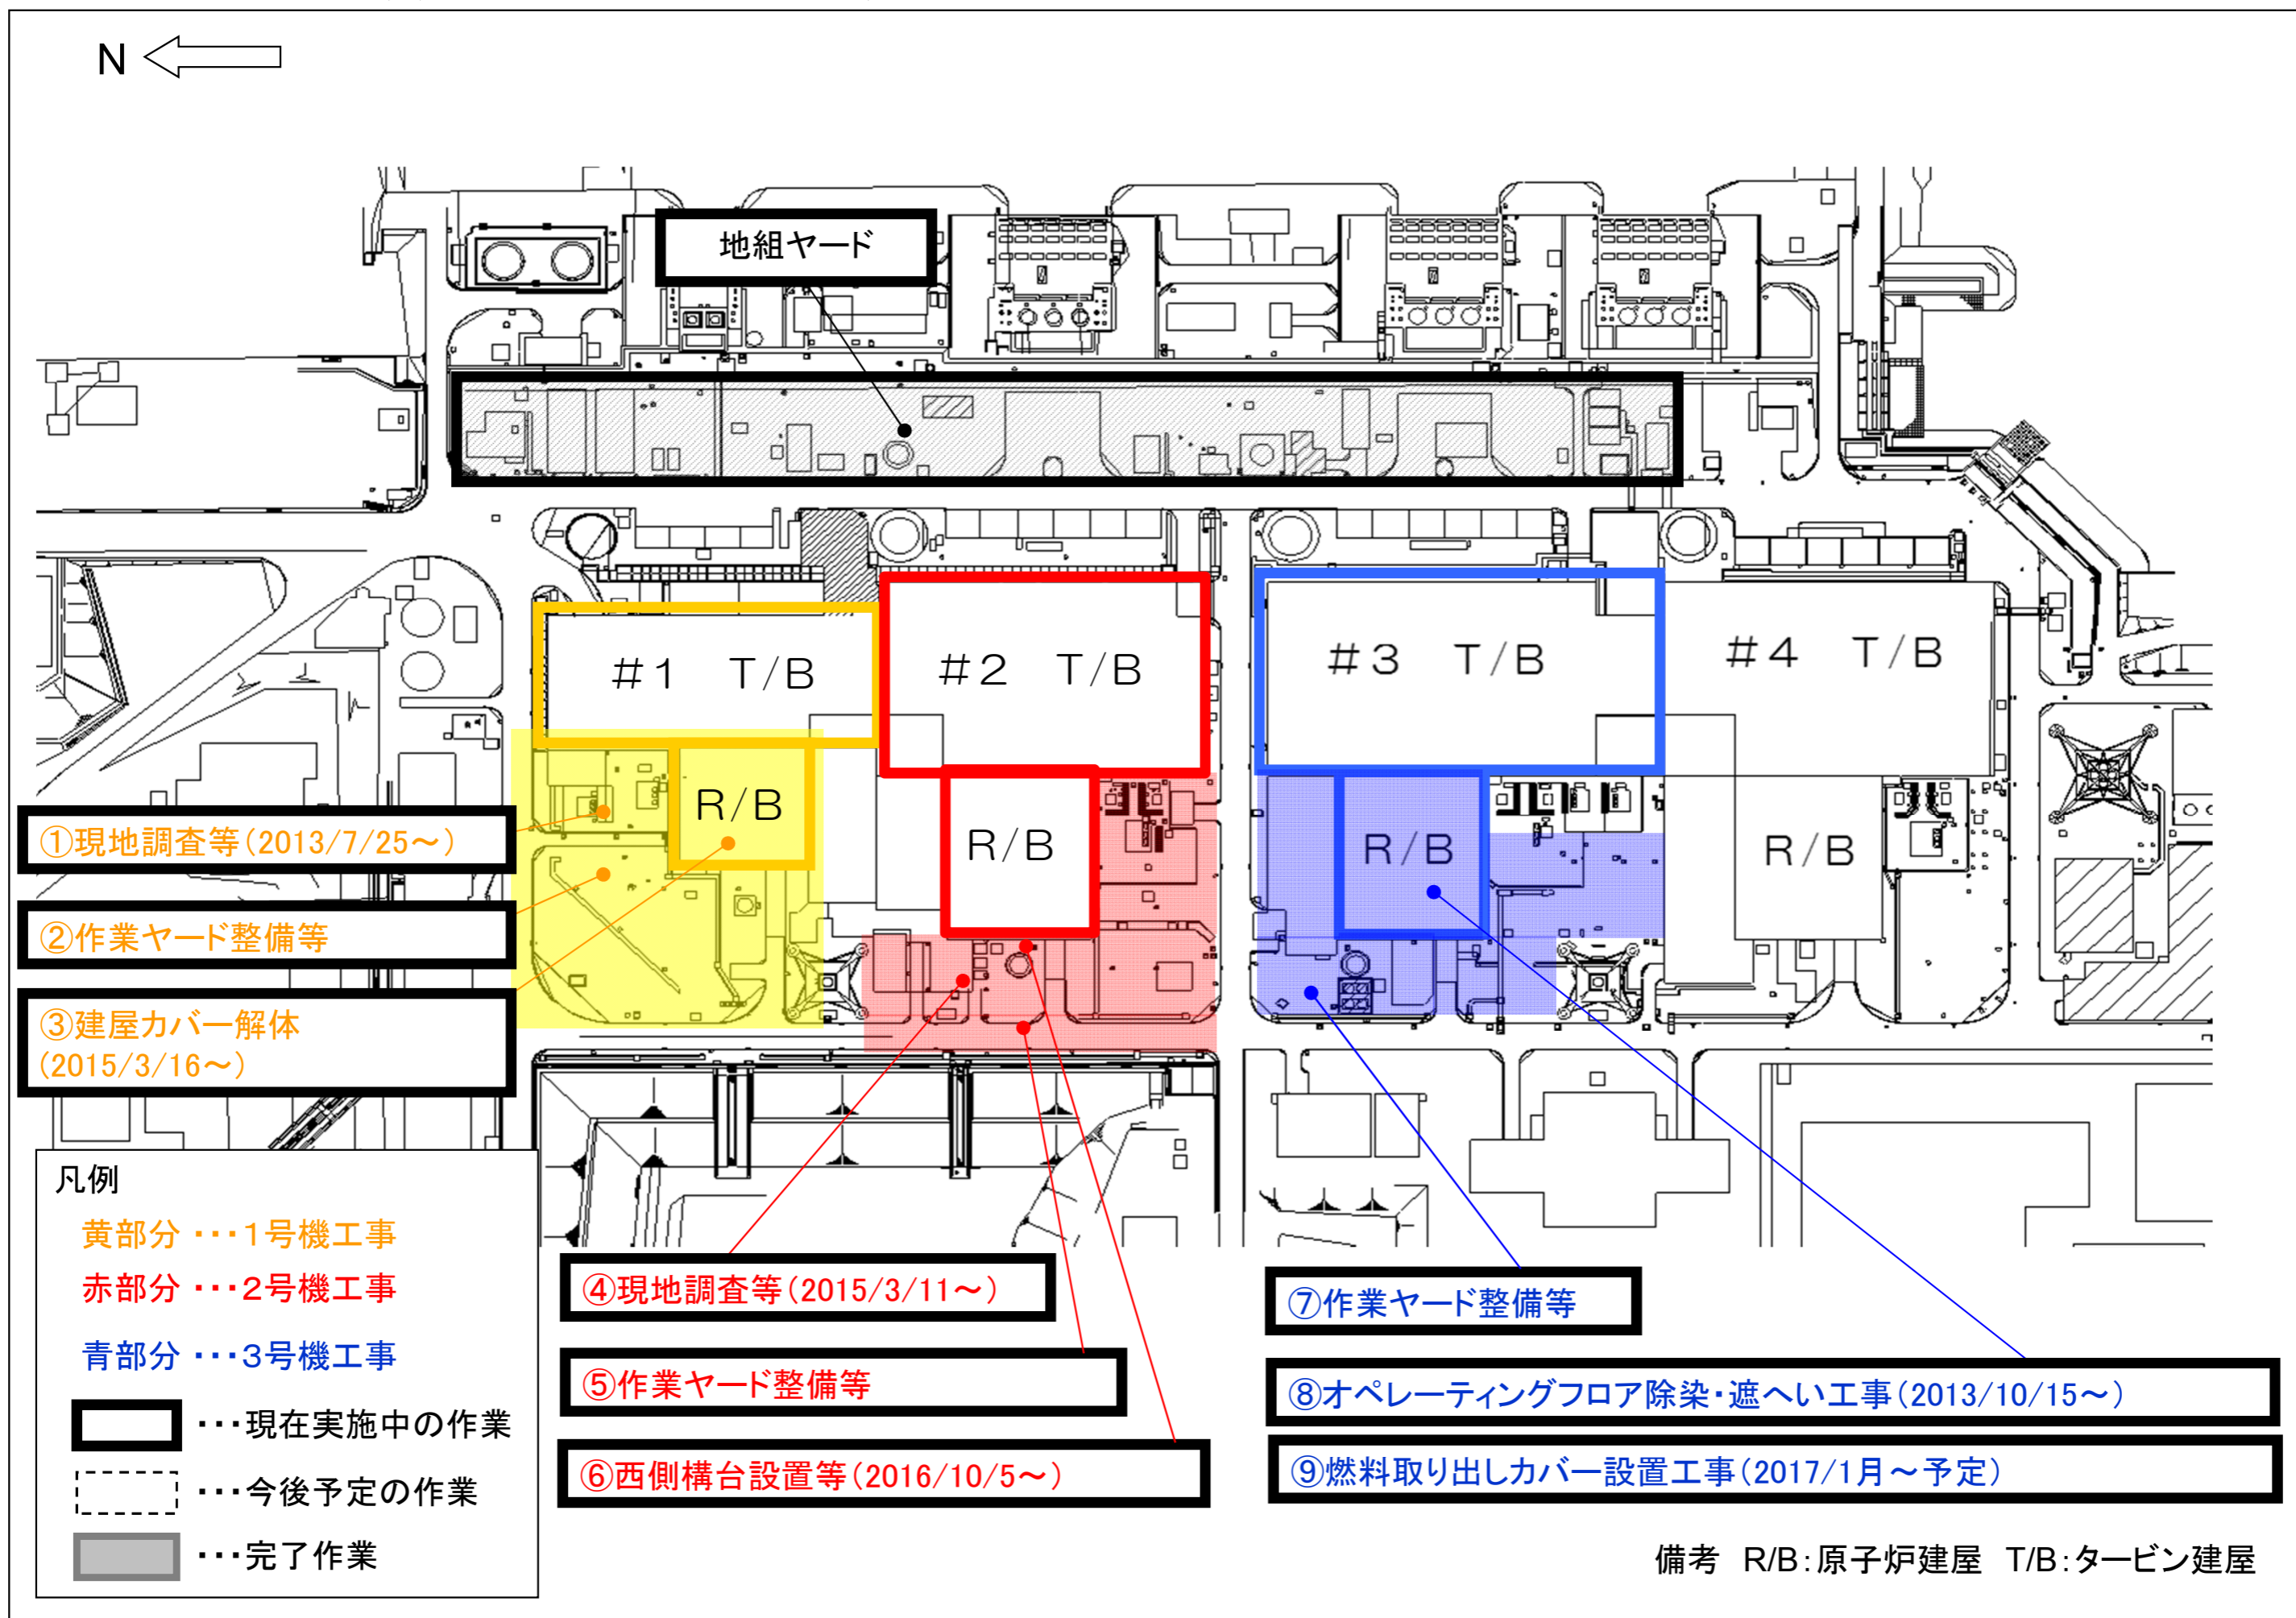 N
地組ヤード
#1 T/B
#2 T/B
#3 T/B
#4 T/B
R/B
R/B
R/B
R/B
①現地調査等(2013/7/25～)
②作業ヤード整備等
③建屋カバー解体
(2015/3/16～)
④現地調査等(2015/3/11～)
⑤作業ヤード整備等
⑥西側構台設置等(2016/10/5～)
⑦作業ヤード整備等
⑧オペレーティングフロア除染・遮へい工事(2013/10/15～)
⑨燃料取り出しカバー設置工事(2017/1月～予定)
凡例
黄部分 ・・・1号機工事
赤部分 ・・・2号機工事
青部分 ・・・3号機工事
・・・現在実施中の作業
・・・今後予定の作業
・・・完了作業
備考 R/B:原子炉建屋 T/B:タービン建屋